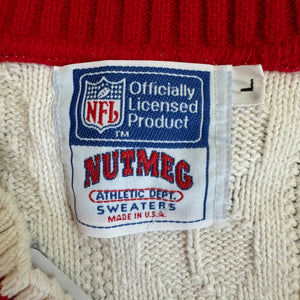 NFL
Officially
Licensed
Product
TM
NUTMEG
ATHLETIC DEPT.
SWEATERS
MADE IN U.S.A.
L